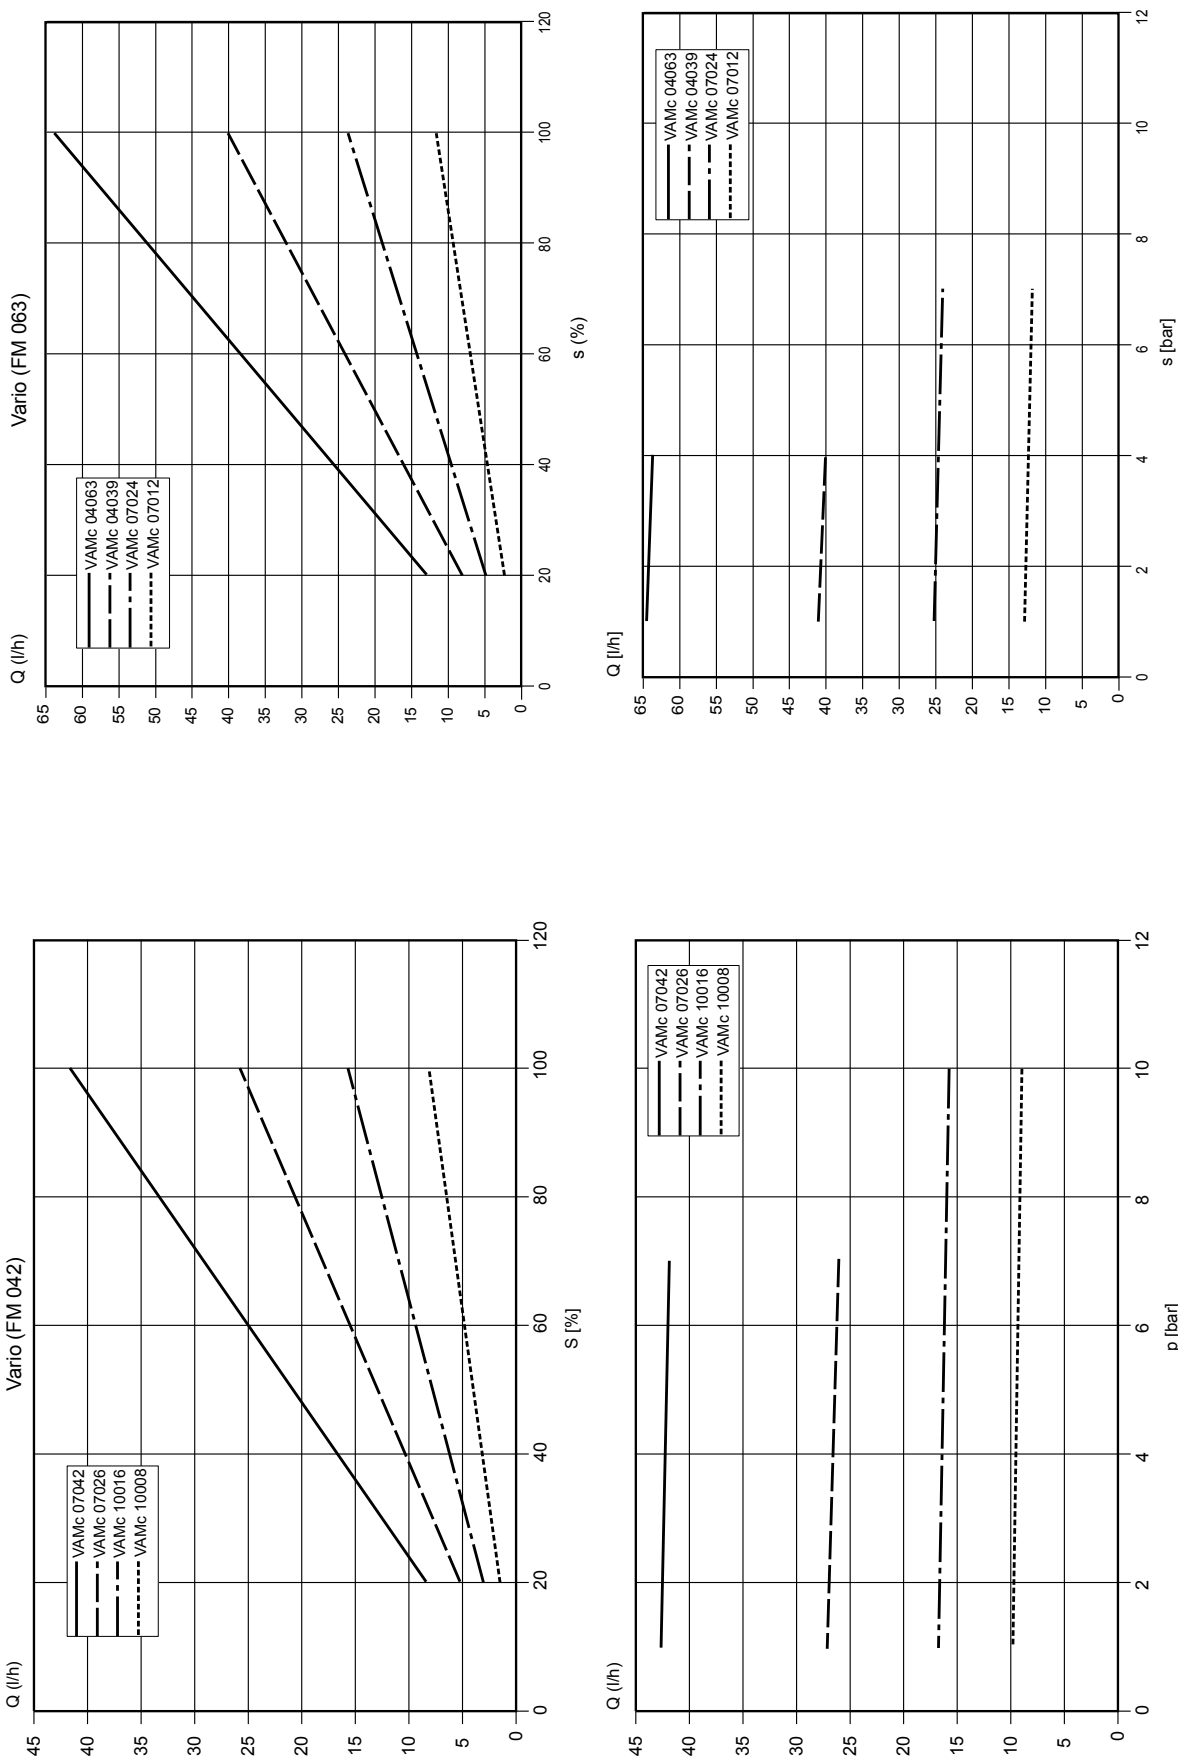 Vario (FM 042)
Q (l/h)
VAMc 07042
VAMc 07026
VAMc 10016
VAMc 10008
45
40
35
30
25
20
15
10
5
0
0
20
40
60
80
100
120
S [%]
Q (l/h)
VAMc 07042
VAMc 07026
VAMc 10016
VAMc 10008
45
40
35
30
25
20
15
10
5
0
0
2
4
6
8
10
12
p [bar]
Vario (FM 063)
Q (l/h)
VAMc 04063
VAMc 04039
VAMc 07024
VAMc 07012
65
60
55
50
45
40
35
30
25
20
15
10
5
0
0
20
40
60
80
100
120
s (%)
Q [l/h]
VAMc 04063
VAMc 04039
VAMc 07024
VAMc 07012
65
60
55
50
45
40
35
30
25
20
15
10
5
0
0
2
4
6
8
10
12
s [bar]